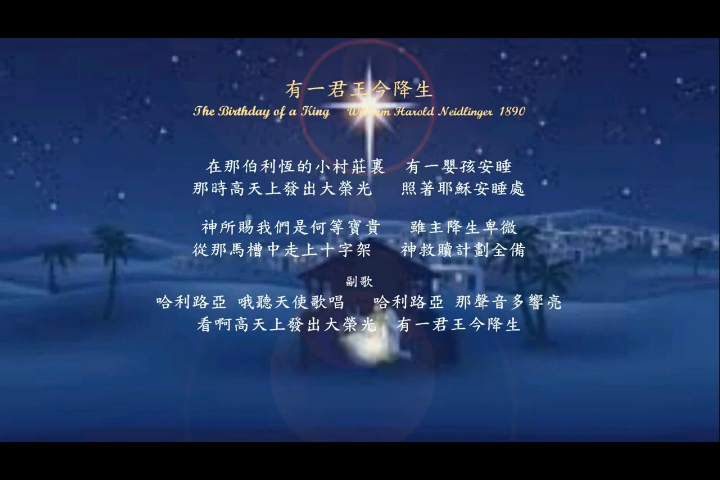 有一君王今降生
The Birthday of a King William Harold Neidlinger 1890
在那伯利恆的小村莊裏 有一嬰孩安睡
那時高天上發出大榮光 照著耶穌安睡處
神所賜我們是何等寶貴 雖主降生卑微
從那馬槽中走上十字架 神救贖計劃全備
副歌
哈利路亞 哦聽天使歌唱 哈利路亞 那聲音多響亮
看啊高天上發出大榮光 有一君王今降生